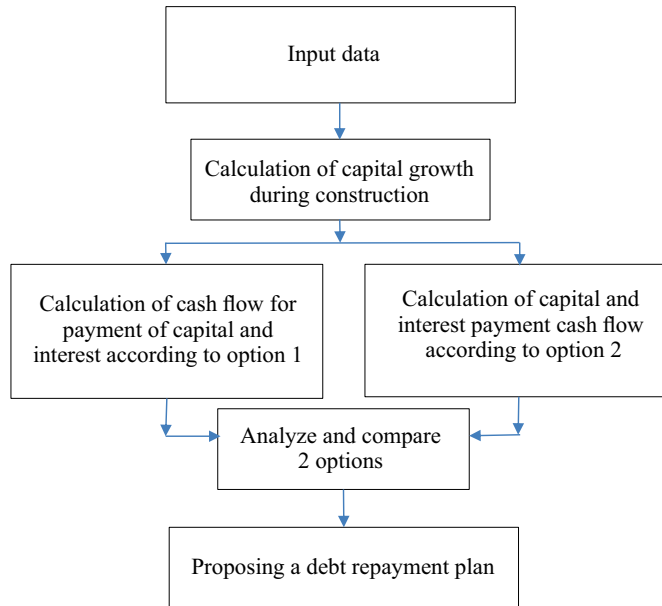 Input data
Calculation of capital growth
during construction
Calculation of cash flow for
payment of capital and
interest according to option 1
Calculation of capital and
interest payment cash flow
according to option 2
Analyze and compare
2 options
Proposing a debt repayment plan